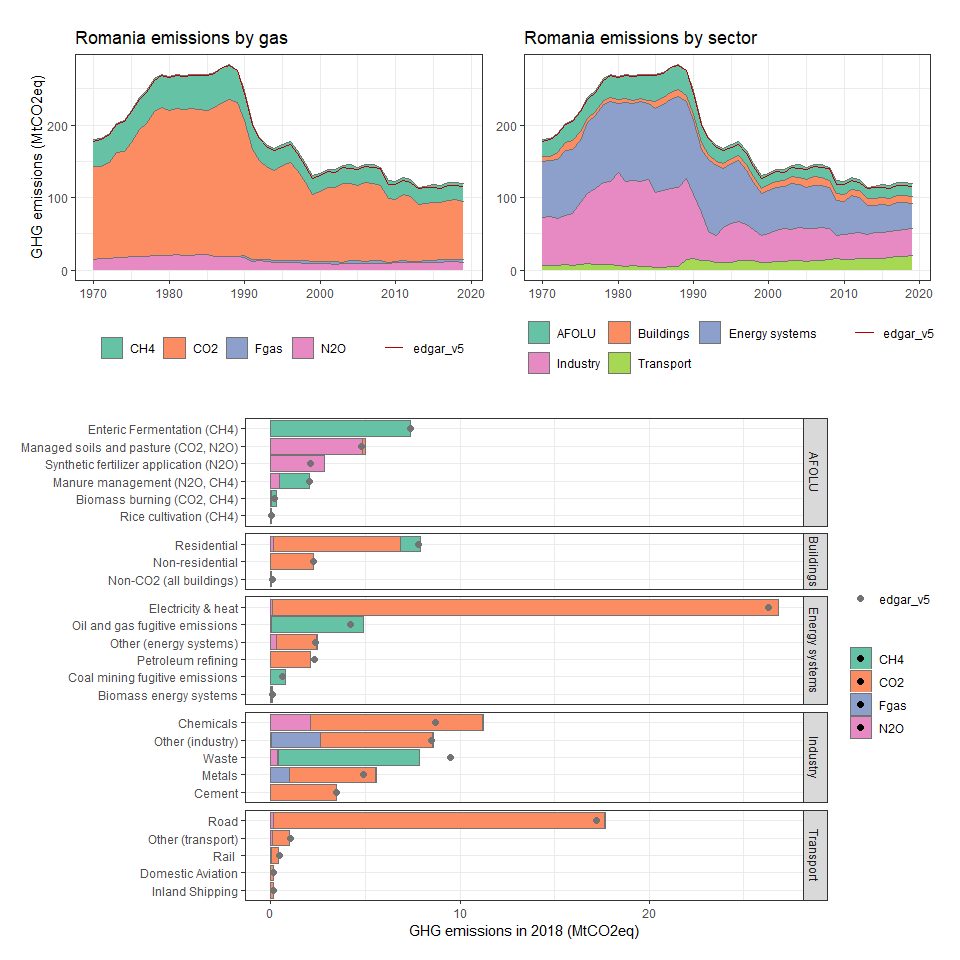 Romania emissions by gas
GHG emissions (MtCO2eq)
200
100
0
1970
1980
1990
2000
2010
2020
CH4
CO2
Fgas
N2O
edgar_v5
Romania emissions by sector
200
100
0
1970
1980
1990
2000
2010
2020
AFOLU
Buildings
Energy systems
edgar_v5
Industry
Transport
Enteric Fermentation (CH4)
Managed soils and pasture (CO2, N2O)
Synthetic fertilizer application (N2O)
Manure management (N2O, CH4)
Biomass burning (CO2, CH4)
Rice cultivation (CH4)
AFOLU
Residential
Non-residential
Non-CO2 (all buildings)
Buildings
Electricity & heat
Oil and gas fugitive emissions
Other (energy systems)
Petroleum refining
Coal mining fugitive emissions
Biomass energy systems
Energy systems
Chemicals
Other (industry)
Waste
Metals
Cement
Industry
Road
Other (transport)
Rail
Domestic Aviation
Inland Shipping
Transport
0
10
20
GHG emissions in 2018 (MtCO2eq)
edgar_v5
CH4
CO2
Fgas
N2O